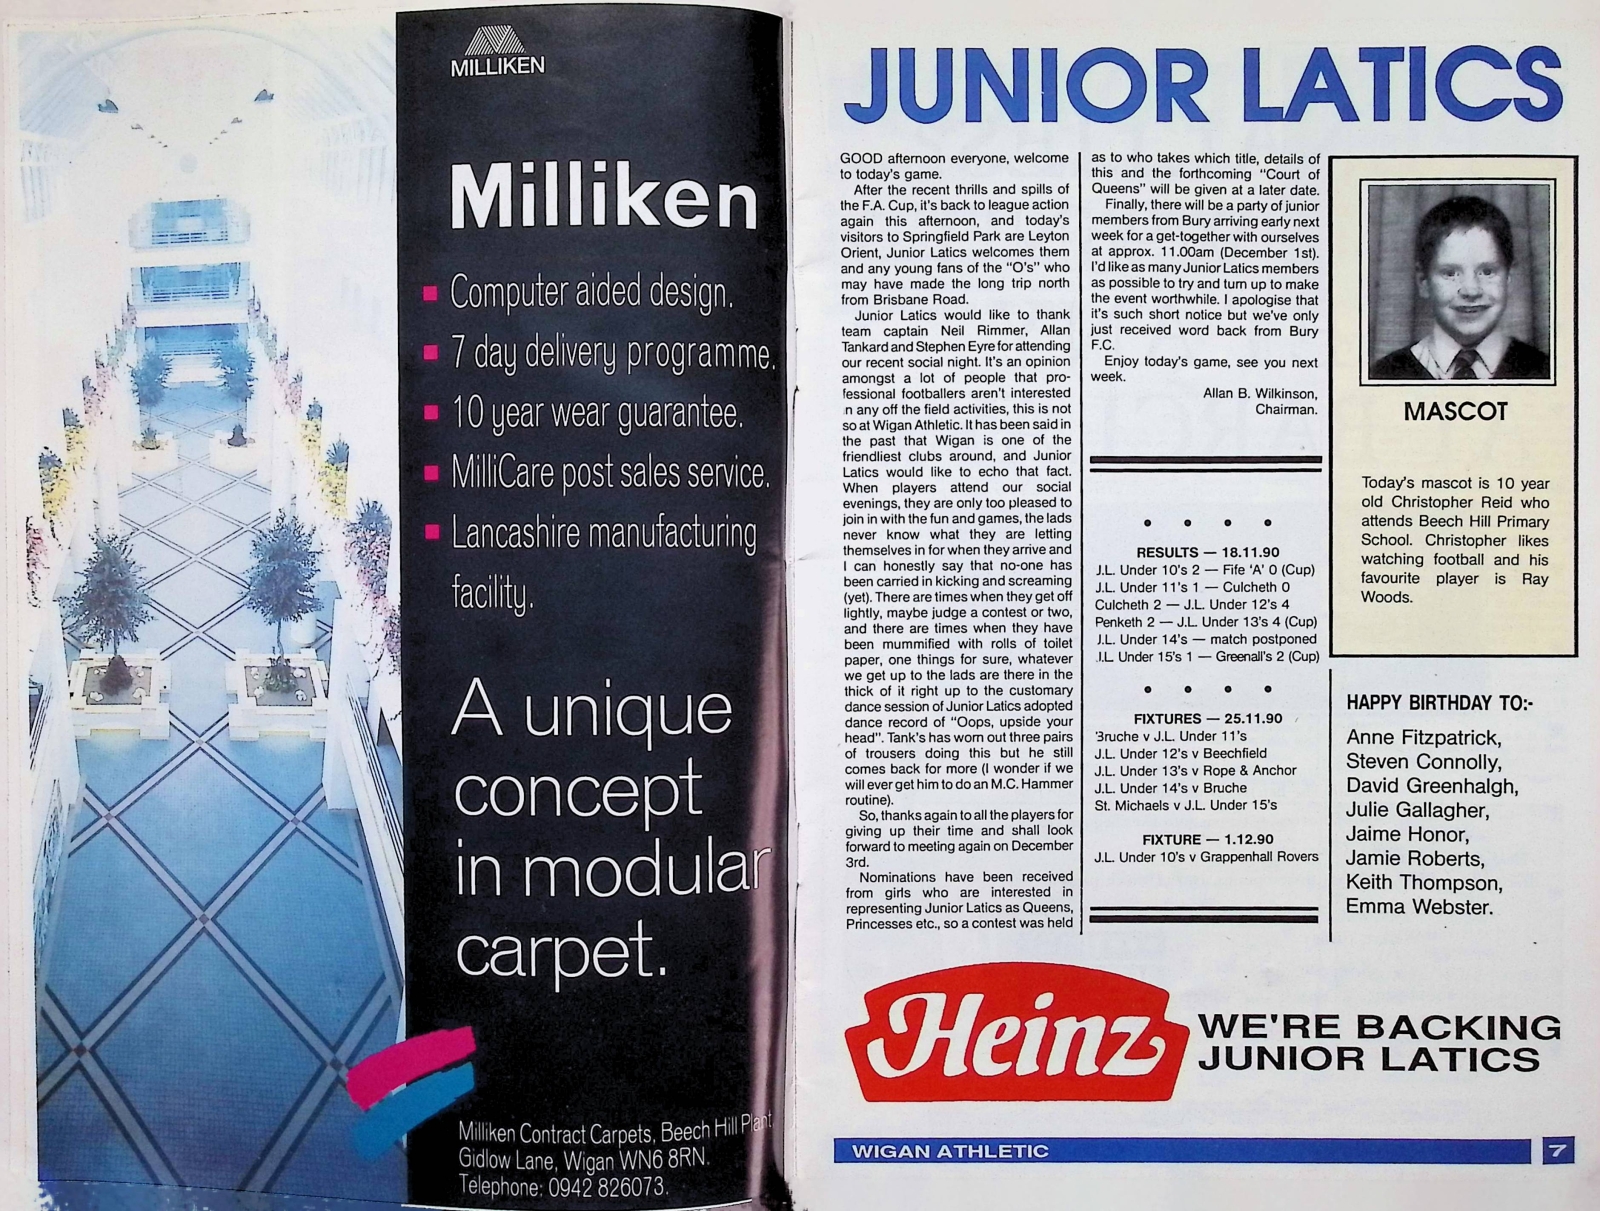 MILLIKEN
Milliken
Computer aided design.
7 day delivery programme.
10 year wear guarantee.
MilliCare post sales service.
Lancashire manufacturing
facility.
A unique
concept
in modular
carpet.
Milliken Contract Carpets, Beech Hill Plant
Gidlow Lane, Wigan WN6 8RN.
Telephone: 0942 826073.
JUNIOR LATICS
GOOD afternoon everyone, welcome
to today's game.
After the recent thrills and spills of
the F.A. Cup, it's back to league action
again this afternoon, and today's
visitors to Springfield Park are Leyton
Orient, Junior Latics welcomes them
and any young fans of the "O's" who
may have made the long trip north
from Brisbane Road.
Junior Latics would like to thank
team captain Neil Rimmer, Allan
Tankard and Stephen Eyre for attending
our recent social night. It's an opinion
amongst a lot of people that pro-
fessional footballers aren't interested
in any off the field activities, this is not
so at Wigan Athletic. It has been said in
the past that Wigan is one of the
friendliest clubs around, and Junior
Latics would like to echo that fact.
When players attend our social
evenings, they are only too pleased to
join in with the fun and games, the lads
never know what they are letting
themselves in for when they arrive and
I can honestly say that no-one has
been carried in kicking and screaming
(yet). There are times when they get off
lightly, maybe judge a contest or two,
and there are times when they have
been mummified with rolls of toilet
paper, one things for sure, whatever
we get up to the lads are there in the
thick of it right up to the customary
dance session of Junior Latics adopted
dance record of "Oops, upside your
head". Tank's has worn out three pairs
of trousers doing this but he still
comes back for more (I wonder if we
will ever get him to do an M.C. Hammer
routine).
So, thanks again to all the players for
giving up their time and shall look
forward to meeting again on December
3rd.
Nominations have been received
from girls who are interested in
representing Junior Latics as Queens,
Princesses etc., so a contest was held
as to who takes which title, details of
this and the forthcoming "Court of
Queens" will be given at a later date.
Finally, there will be a party of junior
members from Bury arriving early next
week for a get-together with ourselves
at approx. 11.00am (December 1st).
I'd like as many Junior Latics members
as possible to try and turn up to make
the event worthwhile. I apologise that
it's such short notice but we've only
just received word back from Bury
F.C.
Enjoy today's game, see you next
week.
Allan B. Wilkinson,
Chairman.
RESULTS — 18.11.90
J.L. Under 10's 2 — Fife 'A' 0 (Cup)
J.L. Under 11's 1 — Culcheth 0
Culcheth 2 — J.L. Under 12's 4
Penketh 2 — J.L. Under 13's 4 (Cup)
J.L. Under 14's — match postponed
J.L. Under 15's 1 — Greenall's 2 (Cup)
FIXTURES — 25.11.90
Bruche v J.L. Under 11's
J.L. Under 12's v Beechfield
J.L. Under 13's v Rope & Anchor
J.L. Under 14's v Bruche
St. Michaels v J.L. Under 15's
FIXTURE — 1.12.90
J.L. Under 10's v Grappenhall Rovers
MASCOT
Today's mascot is 10 year
old Christopher Reid who
attends Beech Hill Primary
School. Christopher likes
watching football and his
favourite player is Ray
Woods.
HAPPY BIRTHDAY TO:-
Anne Fitzpatrick,
Steven Connolly,
David Greenhalgh,
Julie Gallagher,
Jaime Honor,
Jamie Roberts,
Keith Thompson,
Emma Webster.
Heinz
WE'RE BACKING
JUNIOR LATICS
WIGAN ATHLETIC
7